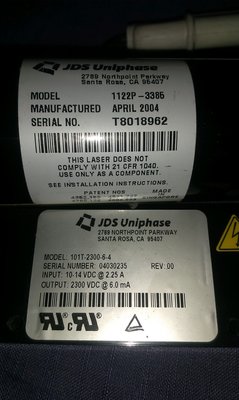 JDS Uniphase
2789 Northpoint Parkway
Santa Rosa, CA 95407
MODEL 1122P-3385
MANUFACTURED APRIL 2004
SERIAL NO. T8018962
THIS LASER DOES NOT
COMPLY WITH 21 CFR 1040.
USE ONLY AS A COMPONENT.
SEE INSTALLATION INSTRUCTIONS.
PATENT NOS MADE
SINGAPORE
JDS Uniphase
2789 NORTHPOINT PARKWAY
SANTA ROSA, CA 95407
MODEL: 101T-2300-6-4
SERIAL NUMBER: 04030235 REV: 00
INPUT: 10-14 VDC @ 2.25 A
OUTPUT: 2300 VDC @ 6.0 mA